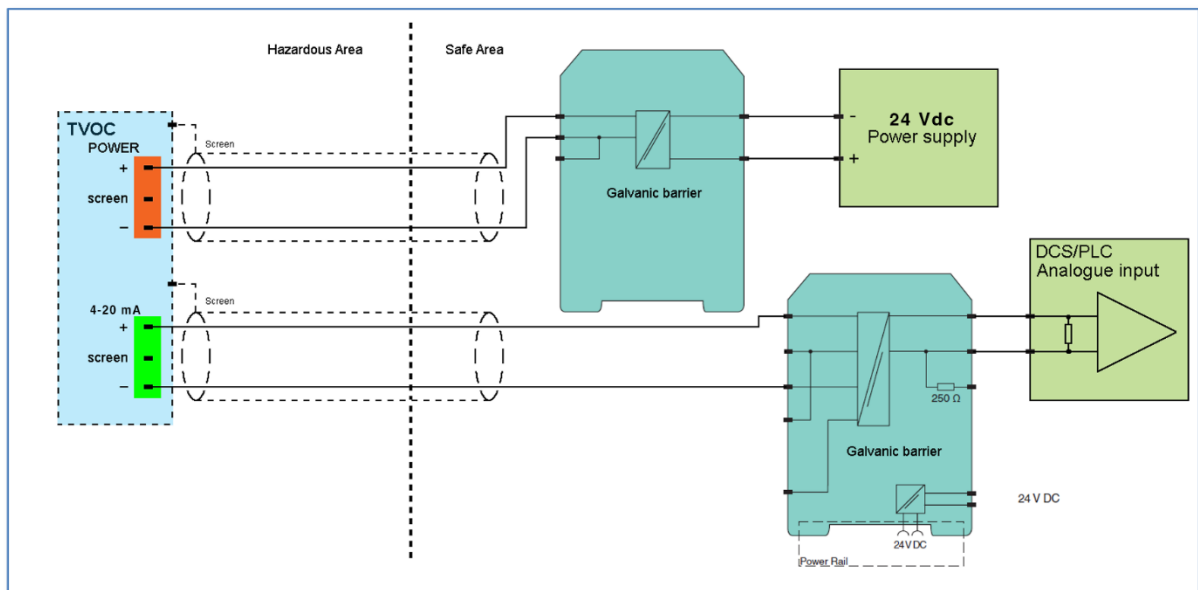 Hazardous Area
Safe Area
TVOC
POWER
+
screen
−
Screen
Galvanic barrier
-
24 Vdc
Power supply
+
4-20 mA
+
screen
−
Screen
DCS/PLC
Analogue input
250 Ω
Galvanic barrier
24 V DC
24V DC
Power Rail